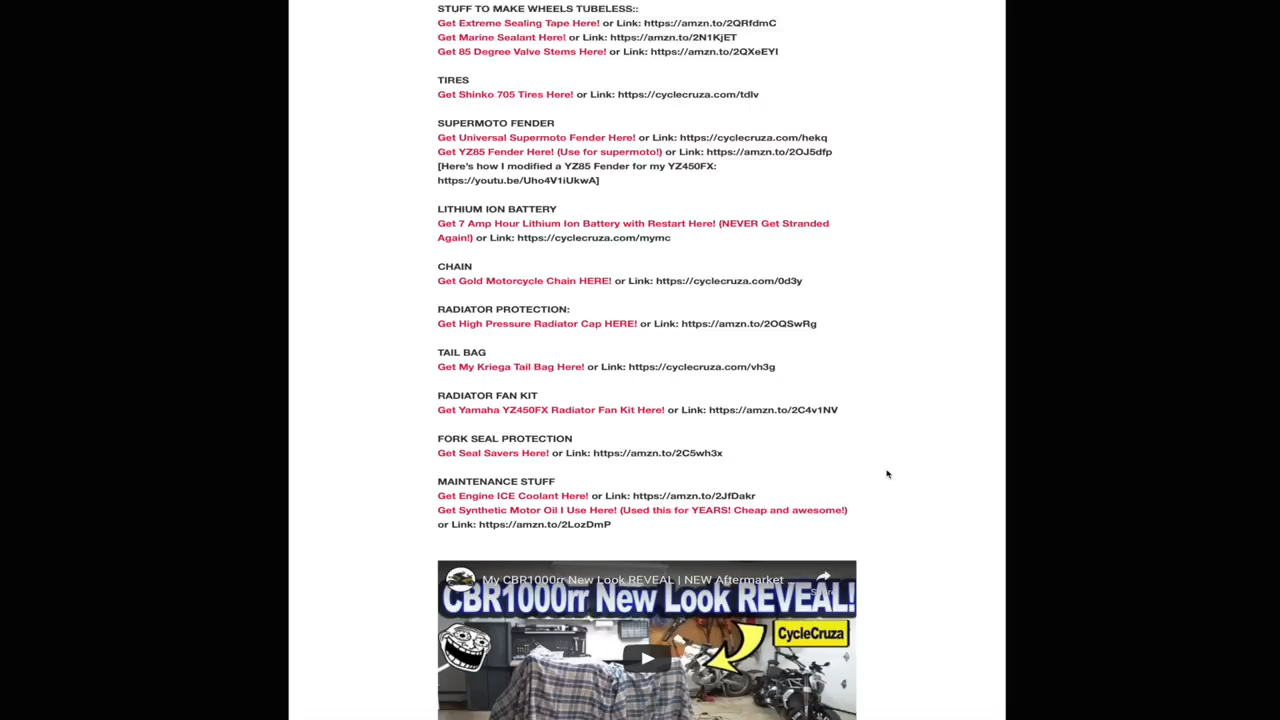 STUFF TO MAKE WHEELS TUBELESS::
Get Extreme Sealing Tape Here! or Link: https://amzn.to/2QRfdmC
Get Marine Sealant Here! or Link: https://amzn.to/2N1KjET
Get 85 Degree Valve Stems Here! or Link: https://amzn.to/2QXeEYI
TIRES
Get Shinko 705 Tires Here! or Link: https://cyclecruza.com/tdlv
SUPERMOTO FENDER
Get Universal Supermoto Fender Here! or Link: https://cyclecruza.com/hekq
Get YZ85 Fender Here! (Use for supermoto!) or Link: https://amzn.to/2OJ5dfp
[Here's how I modified a YZ85 Fender for my YZ450FX:
https://youtu.be/Uho4V1iUkwA]
LITHIUM ION BATTERY
Get 7 Amp Hour Lithium Ion Battery with Restart Here! (NEVER Get Stranded
Again!) or Link: https://cyclecruza.com/mymc
CHAIN
Get Gold Motorcycle Chain HERE! or Link: https://cyclecruza.com/0d3y
RADIATOR PROTECTION:
Get High Pressure Radiator Cap HERE! or Link: https://amzn.to/2OQSwRg
TAIL BAG
Get My Kriega Tail Bag Here! or Link: https://cyclecruza.com/vh3g
RADIATOR FAN KIT
Get Yamaha YZ450FX Radiator Fan Kit Here! or Link: https://amzn.to/2C4v1NV
FORK SEAL PROTECTION
Get Seal Savers Here! or Link: https://amzn.to/2C5wh3x
MAINTENANCE STUFF
Get Engine ICE Coolant Here! or Link: https://amzn.to/2JfDakr
Get Synthetic Motor Oil I Use Here! (Used this for YEARS! Cheap and awesome!)
or Link: https://amzn.to/2LozDmP
My CBR1000rr New Look REVEAL | NEW Aftermarket ...
Share
CBR1000rr New Look REVEAL!
CycleCruza